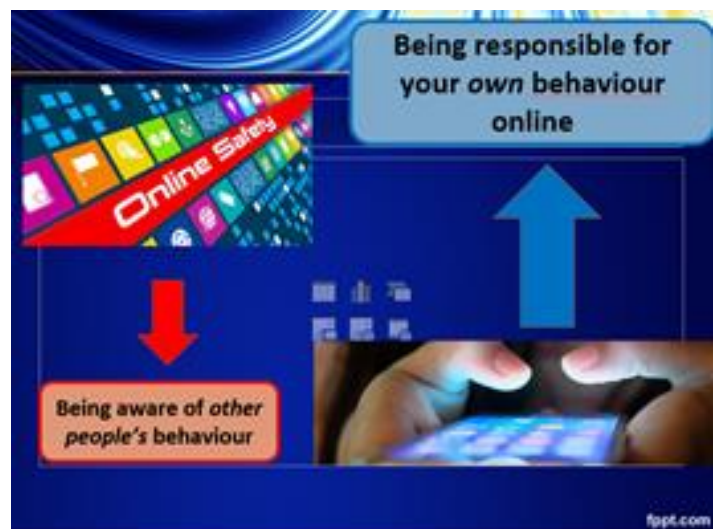 Being responsible for
your own behaviour
online
Online Safety
Being aware of other
people's behaviour
fppt.com